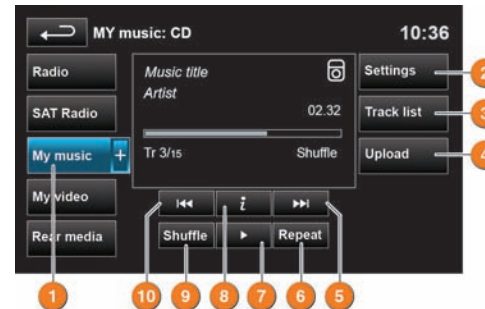 MY music: CD
10:36
Radio
SAT Radio
My music +
My video
Rear media
Music title
Artist
02.32
Tr 3/15
Shuffle
Settings
Track list
Upload
i
Shuffle
Repeat
1
2
3
4
5
6
7
8
9
10